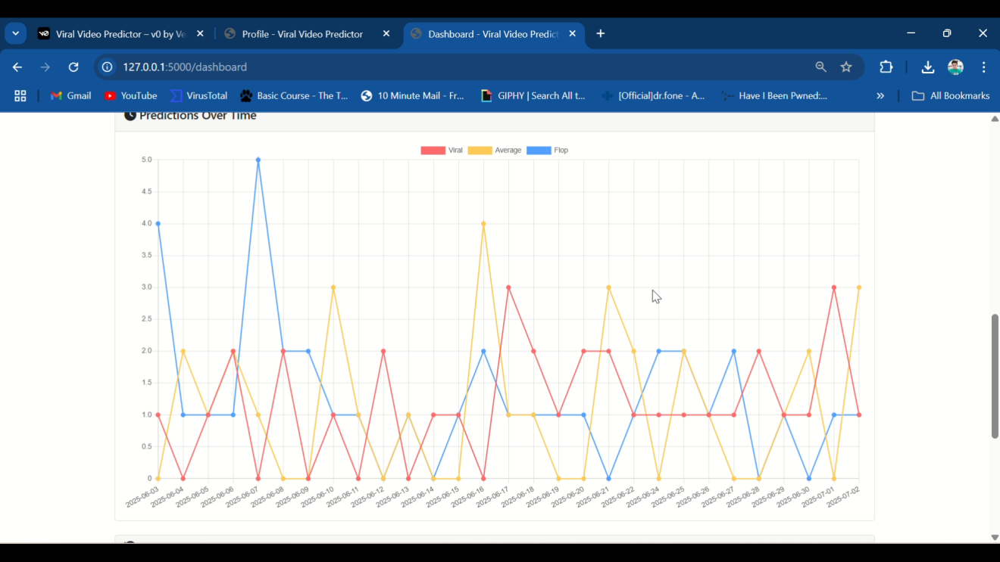 Viral Video Predictor – v0 by Ve
Profile - Viral Video Predictor
Dashboard - Viral Video Predict
127.0.0.1:5000/dashboard
Gmail
YouTube
VirusTotal
Basic Course - The T...
10 Minute Mail - Fr...
GIPHY | Search All t...
[Official]dr.fone - A...
Have I Been Pwned:...
»
All Bookmarks
Predictions Over Time
Viral
Average
Flop
5.0
4.5
4.0
3.5
3.0
2.5
2.0
1.5
1.0
0.5
0
2025-06-03
2025-06-04
2025-06-05
2025-06-06
2025-06-07
2025-06-08
2025-06-09
2025-06-10
2025-06-11
2025-06-12
2025-06-13
2025-06-14
2025-06-15
2025-06-16
2025-06-17
2025-06-18
2025-06-19
2025-06-20
2025-06-21
2025-06-22
2025-06-24
2025-06-25
2025-06-26
2025-06-27
2025-06-28
2025-06-29
2025-06-30
2025-07-01
2025-07-02